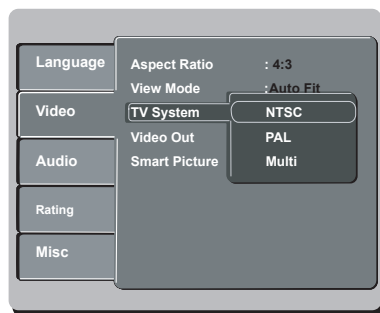 Language
Video
Audio
Rating
Misc
Aspect Ratio : 4:3
View Mode :Auto Fit
TV System NTSC
Video Out PAL
Smart Picture Multi